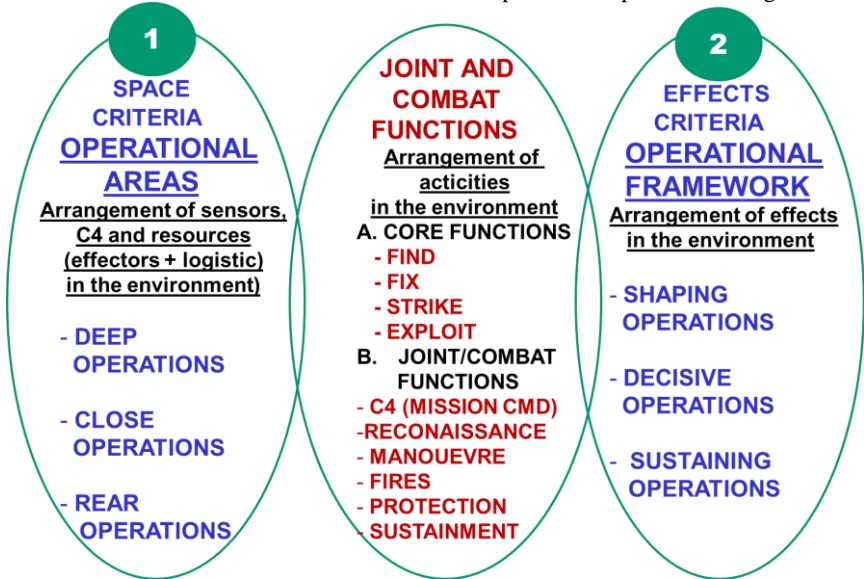 1
SPACE
CRITERIA
OPERATIONAL
AREAS
Arrangement of sensors,
C4 and resources
(effectors + logistic)
in the environment)
- DEEP
OPERATIONS
- CLOSE
OPERATIONS
- REAR
OPERATIONS
JOINT AND
COMBAT
FUNCTIONS
Arrangement of
acticities
in the environment
A. CORE FUNCTIONS
- FIND
- FIX
- STRIKE
- EXPLOIT
B. JOINT/COMBAT
FUNCTIONS
- C4 (MISSION CMD)
-RECONAISSANCE
- MANOUEVRE
- FIRES
- PROTECTION
- SUSTAINMENT
2
EFFECTS
CRITERIA
OPERATIONAL
FRAMEWORK
Arrangement of effects
in the environment
- SHAPING
OPERATIONS
- DECISIVE
OPERATIONS
- SUSTAINING
OPERATIONS